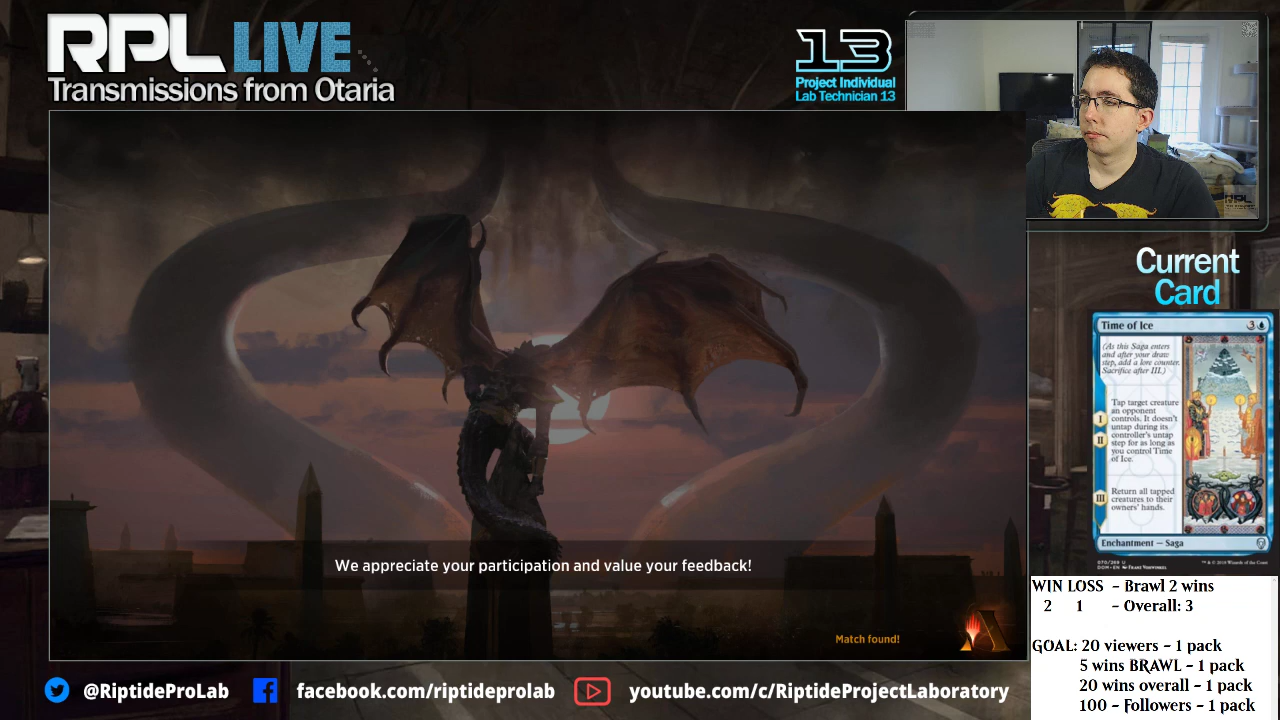 RPL LIVE
Transmissions from Otaria
13
Project Individual
Lab Technician 13
Current
Card
Time of Ice 3
(As this Saga enters
and after your draw
step, add a lore counter.
Sacrifice after III.)
I
II
Tap target creature
an opponent
controls. It doesn't
untap during its
controller's untap
step for as long as
you control Time
of Ice.
III
Return all tapped
creatures to their
owners' hands.
Enchantment — Saga
We appreciate your participation and value your feedback!
Match found!
WIN LOSS - Brawl 2 wins
2 1 - Overall: 3
GOAL: 20 viewers - 1 pack
5 wins BRAWL - 1 pack
20 wins overall - 1 pack
100 - Followers - 1 pack
@RiptideProLab facebook.com/riptideprolab youtube.com/c/RiptideProjectLaboratory